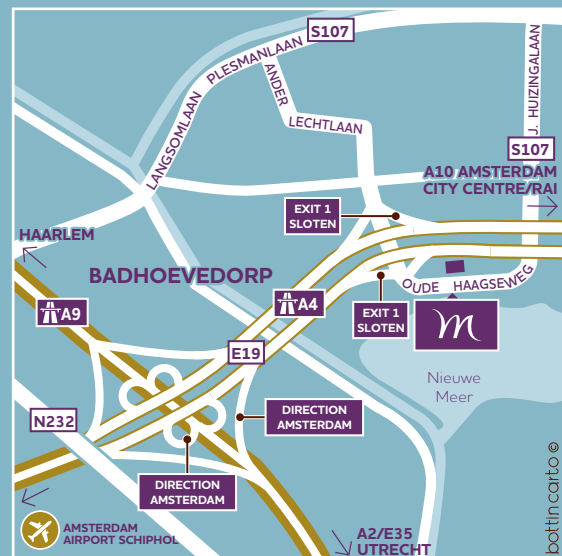 S107
PLESMANLAAN
LANGSOMLAAN
ANDER
LECHTLAAN
J. HUIZINGALAAN
S107
A10 AMSTERDAM
CITY CENTRE/RAI
EXIT 1
SLOTEN
HAARLEM
BADHOEVEDORP
A9
A4
EXIT 1
SLOTEN
OUDE HAAGSEWEG
m
E19
Nieuwe
Meer
N232
DIRECTION
AMSTERDAM
DIRECTION
AMSTERDAM
AMSTERDAM
AIRPORT SCHIPHOL
A2/E35
UTRECHT
bottin carto ©